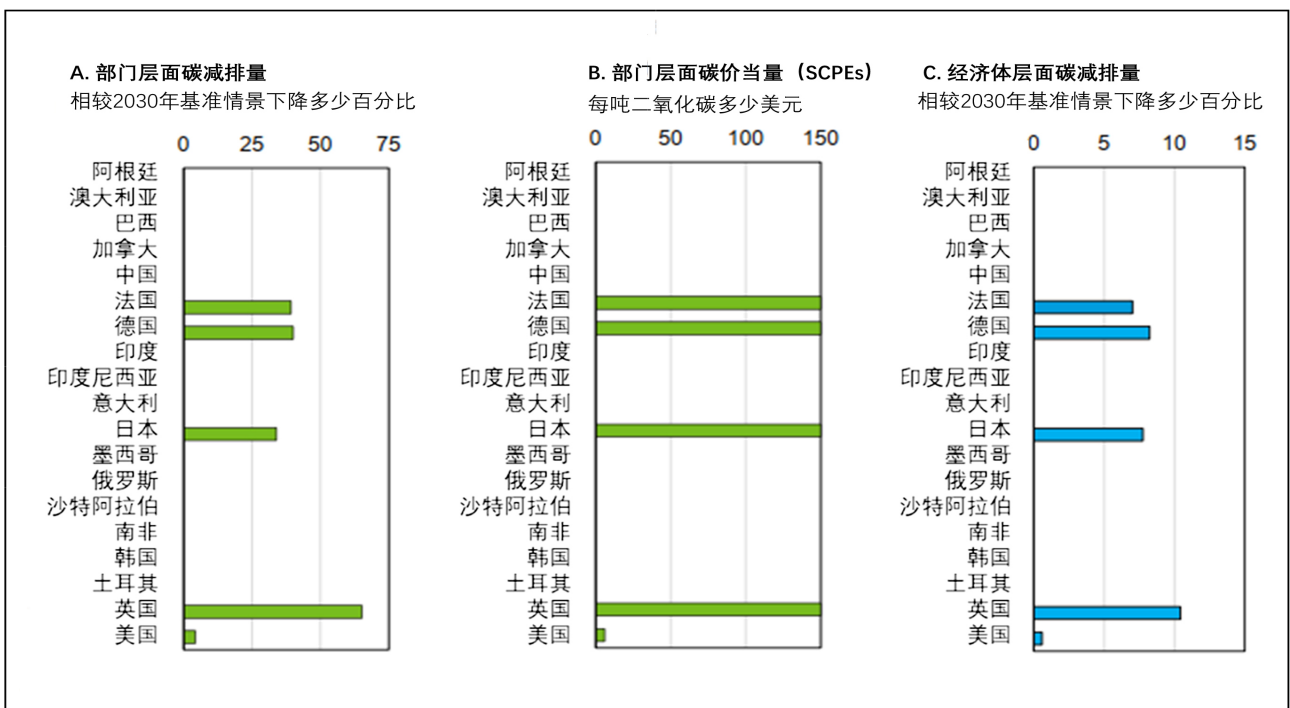 A. 部门层面碳减排量
相较2030年基准情景下降多少百分比
0 25 50 75
阿根廷
澳大利亚
巴西
加拿大
中国
法国
德国
印度
印度尼西亚
意大利
日本
墨西哥
俄罗斯
沙特阿拉伯
南非
韩国
土耳其
英国
美国
B. 部门层面碳价当量（SCPEs）
每吨二氧化碳多少美元
0 50 100 150
阿根廷
澳大利亚
巴西
加拿大
中国
法国
德国
印度
印度尼西亚
意大利
日本
墨西哥
俄罗斯
沙特阿拉伯
南非
韩国
土耳其
英国
美国
C. 经济体层面碳减排量
相较2030年基准情景下降多少百分比
0 5 10 15
阿根廷
澳大利亚
巴西
加拿大
中国
法国
德国
印度
印度尼西亚
意大利
日本
墨西哥
俄罗斯
沙特阿拉伯
南非
韩国
土耳其
英国
美国